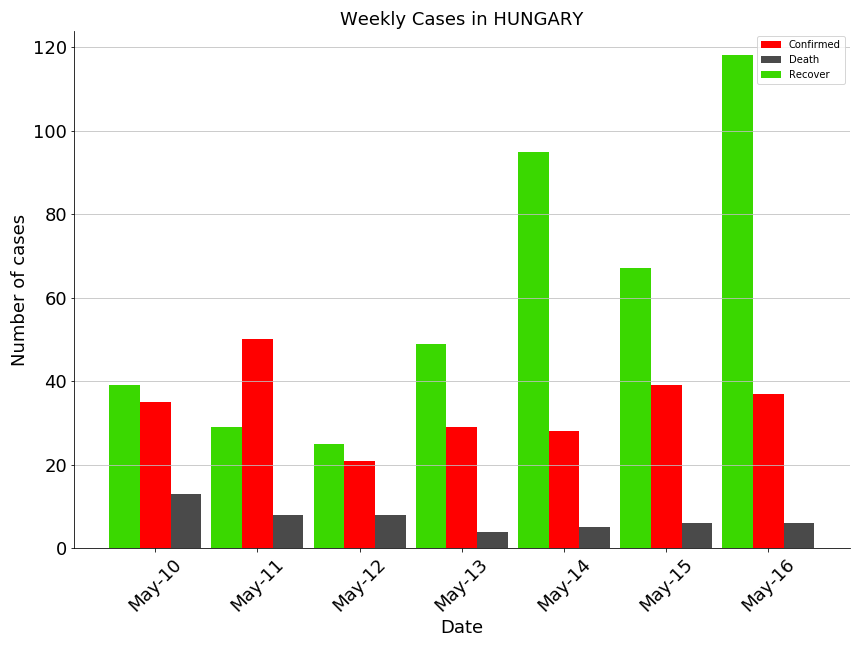 Weekly Cases in HUNGARY
Confirmed
Death
Recover
Number of cases
120
100
80
60
40
20
0
May-10
May-11
May-12
May-13
May-14
May-15
May-16
Date